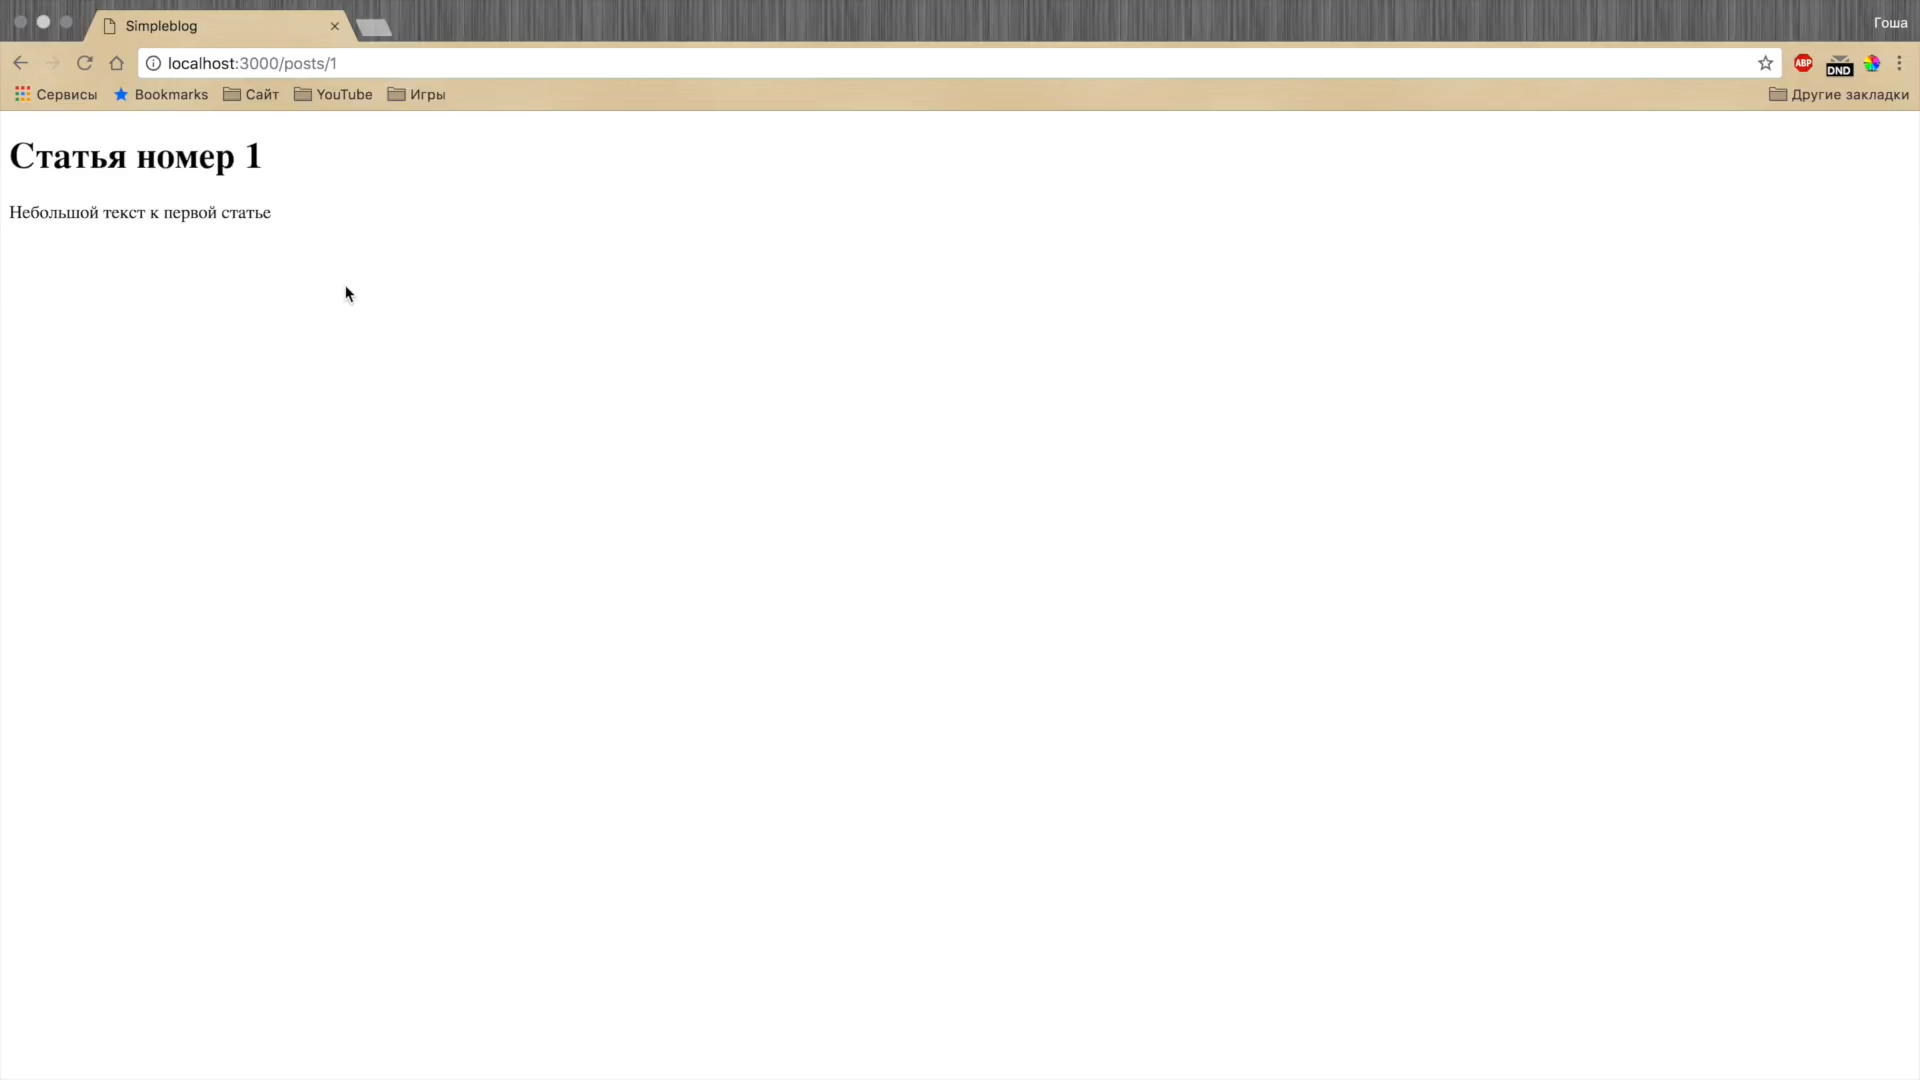 Simpleblog
Гоша
localhost:3000/posts/1
ABP
DND
Сервисы Bookmarks Сайт YouTube Игры Другие закладки
Статья номер 1
Небольшой текст к первой статье